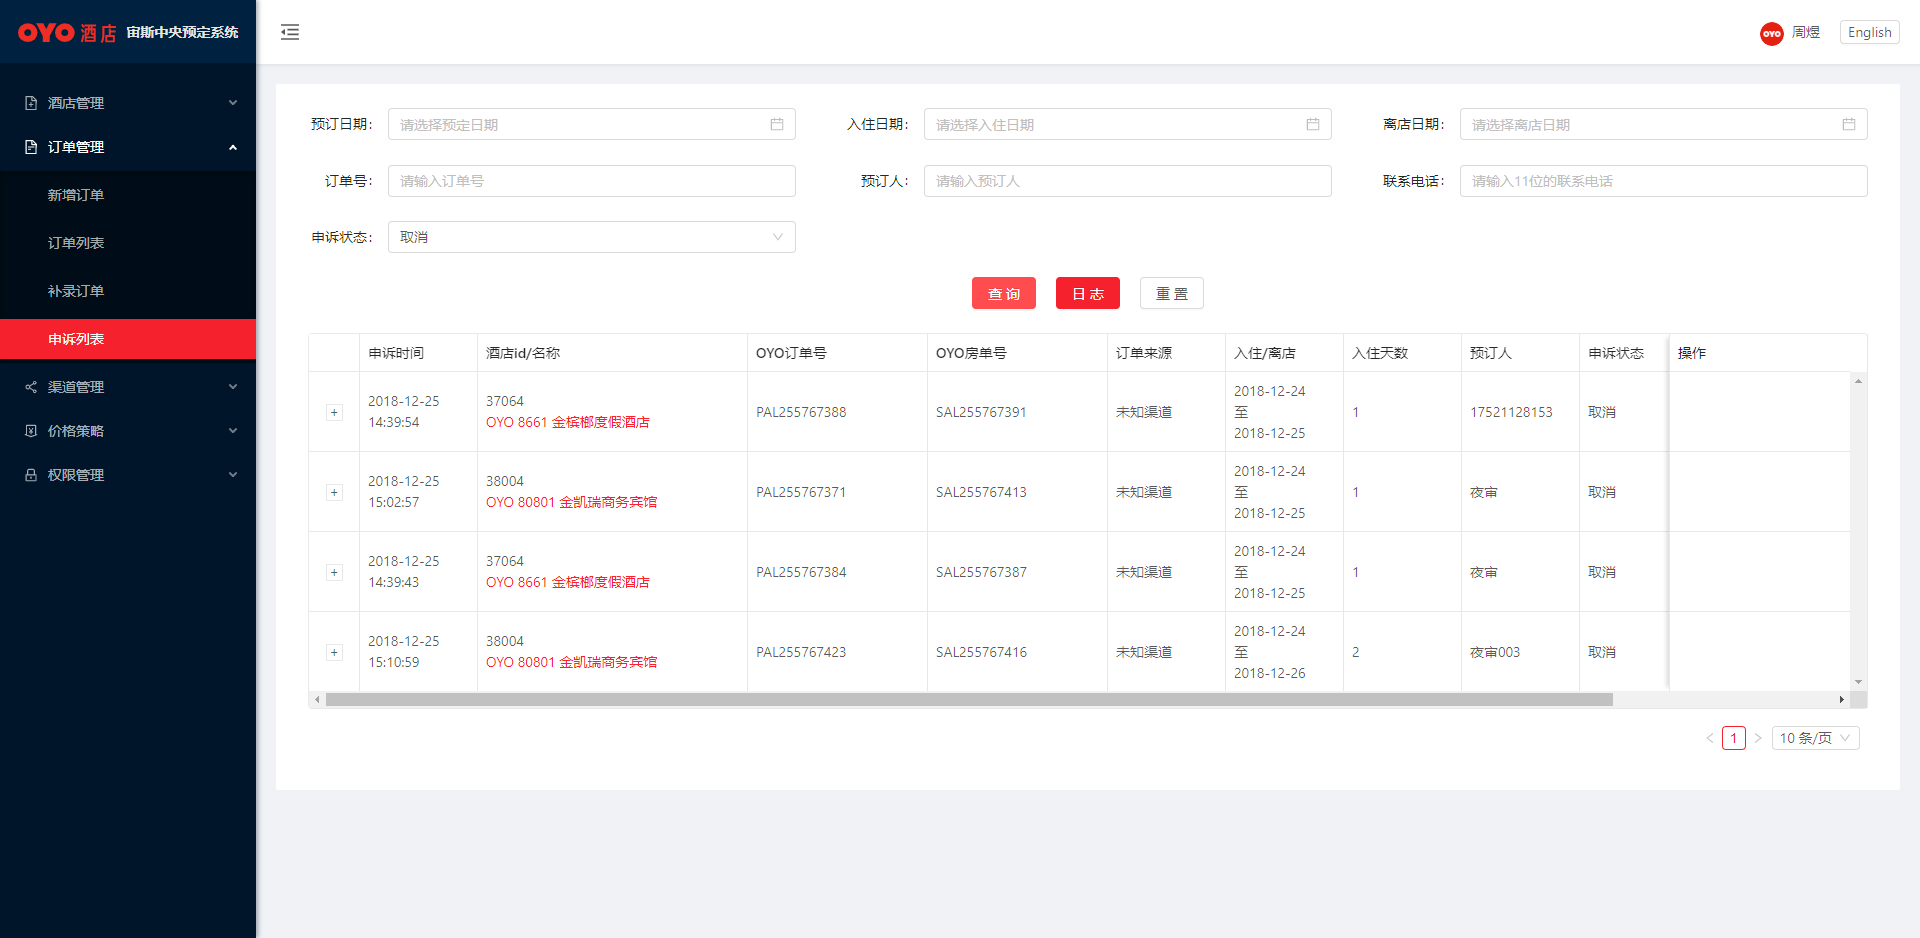 OYO 酒店 宙斯中央预定系统
周煜
English
酒店管理
订单管理
新增订单
订单列表
补录订单
申诉列表
渠道管理
价格策略
权限管理
预订日期: 请选择预定日期
入住日期: 请选择入住日期
离店日期: 请选择离店日期
订单号: 请输入订单号
预订人: 请输入预订人
联系电话: 请输入11位的联系电话
申诉状态: 取消
查 询
日 志
重 置
申诉时间 酒店id/名称 OYO订单号 OYO房单号 订单来源 入住/离店 入住天数 预订人 申诉状态 操作
2018-12-25
14:39:54
37064
OYO 8661 金槟榔度假酒店
PAL255767388
SAL255767391
未知渠道
2018-12-24
至
2018-12-25
1
17521128153
取消
2018-12-25
15:02:57
38004
OYO 80801 金凯瑞商务宾馆
PAL255767371
SAL255767413
未知渠道
2018-12-24
至
2018-12-25
1
夜审
取消
2018-12-25
14:39:43
37064
OYO 8661 金槟榔度假酒店
PAL255767384
SAL255767387
未知渠道
2018-12-24
至
2018-12-25
1
夜审
取消
2018-12-25
15:10:59
38004
OYO 80801 金凯瑞商务宾馆
PAL255767423
SAL255767416
未知渠道
2018-12-24
至
2018-12-26
2
夜审003
取消
1
10 条/页